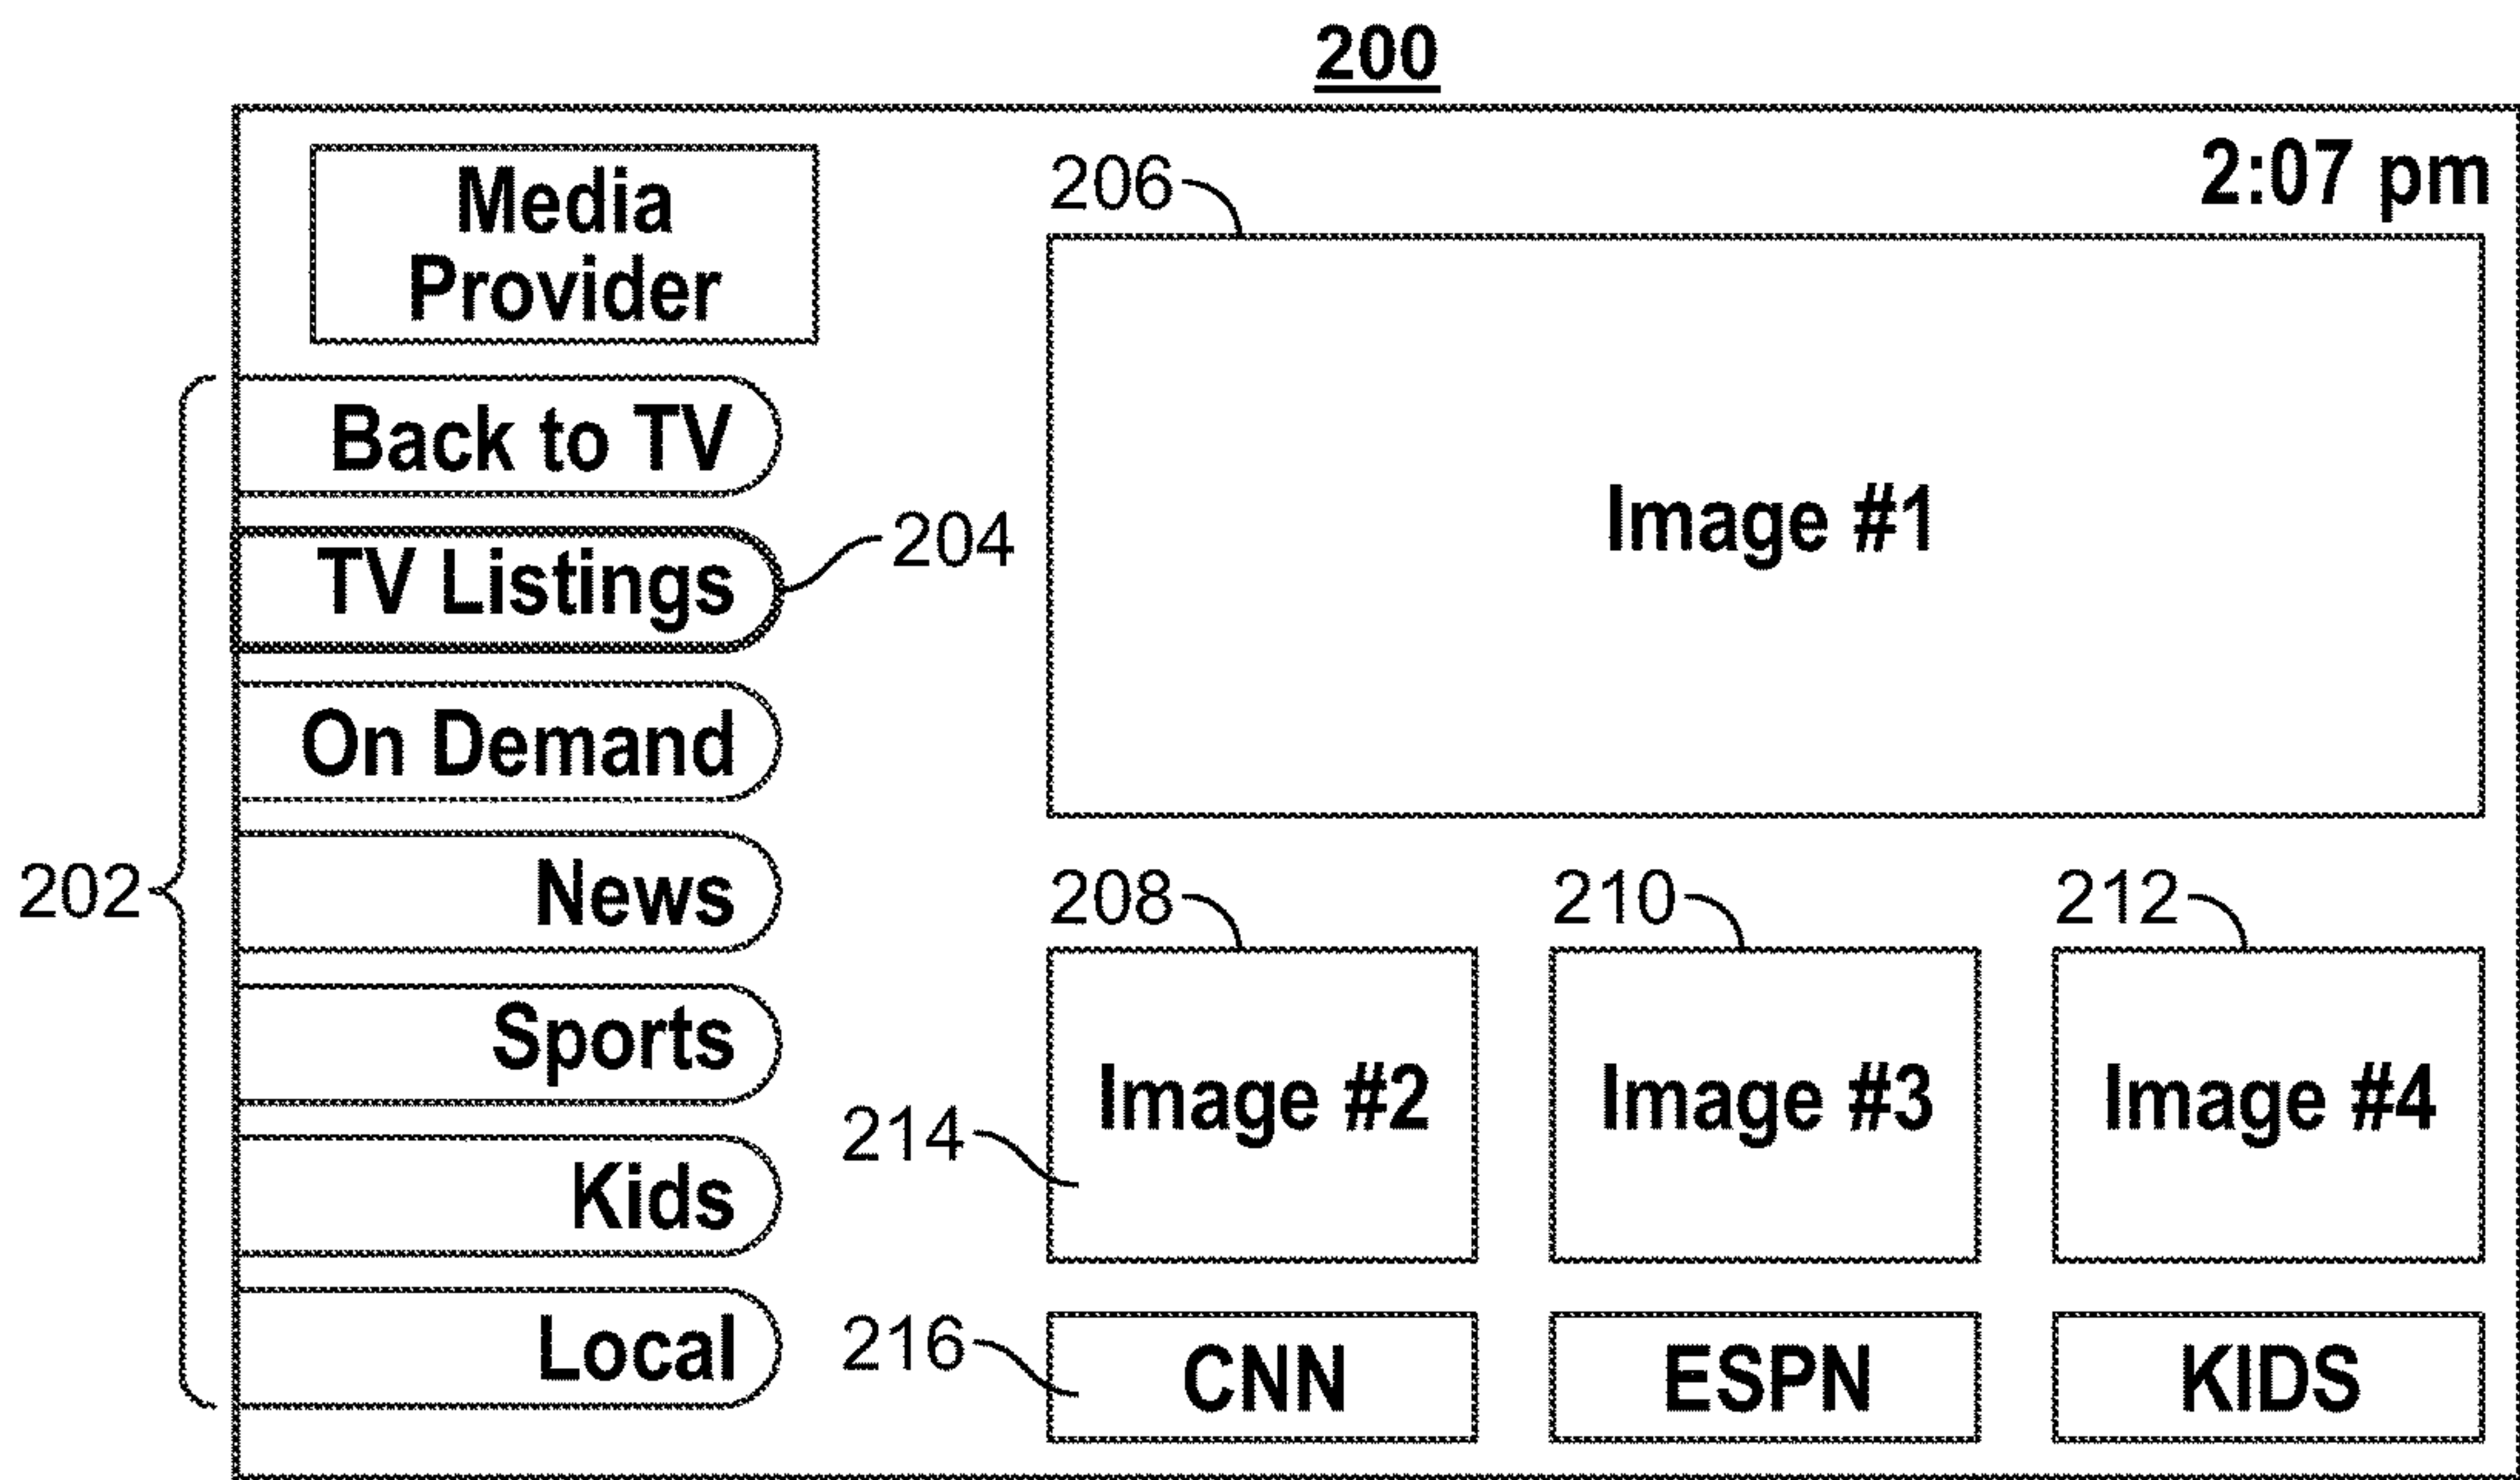 200
2:07 pm
Media
Provider
206
Image #1
Back to TV
TV Listings
204
On Demand
News
Sports
Kids
Local
202
208
210
212
Image #2
Image #3
Image #4
214
216
CNN
ESPN
KIDS